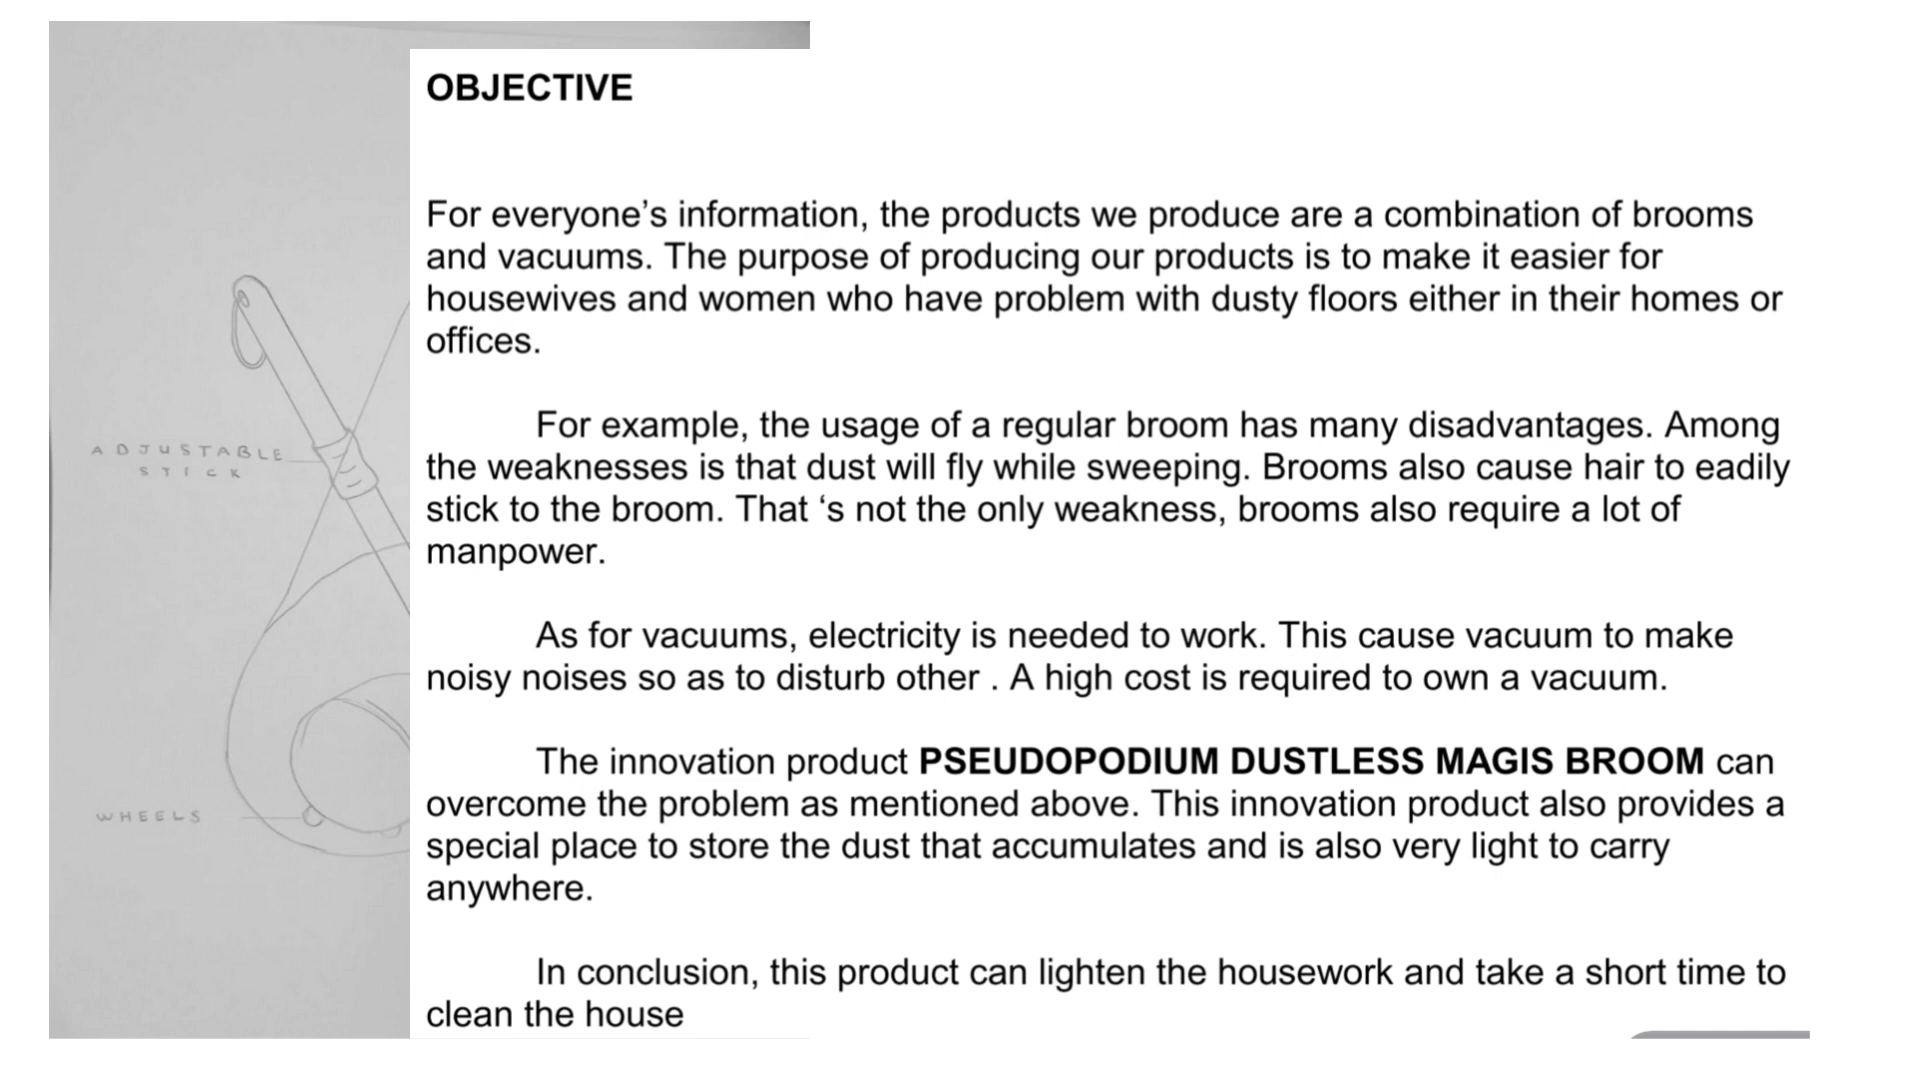 OBJECTIVE
For everyone’s information, the products we produce are a combination of brooms
and vacuums. The purpose of producing our products is to make it easier for
housewives and women who have problem with dusty floors either in their homes or
offices.
For example, the usage of a regular broom has many disadvantages. Among
the weaknesses is that dust will fly while sweeping. Brooms also cause hair to eadily
stick to the broom. That ‘s not the only weakness, brooms also require a lot of
manpower.
As for vacuums, electricity is needed to work. This cause vacuum to make
noisy noises so as to disturb other . A high cost is required to own a vacuum.
The innovation product PSEUDOPODIUM DUSTLESS MAGIS BROOM can
overcome the problem as mentioned above. This innovation product also provides a
special place to store the dust that accumulates and is also very light to carry
anywhere.
In conclusion, this product can lighten the housework and take a short time to
clean the house
ADJUSTABLE
STICK
WHEELS